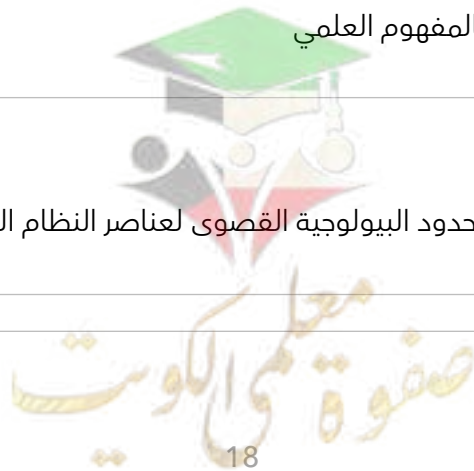 المفهوم العلمي
حدود البيولوجية القصوى لعناصر النظام
صفوة معلمي الكويت
18